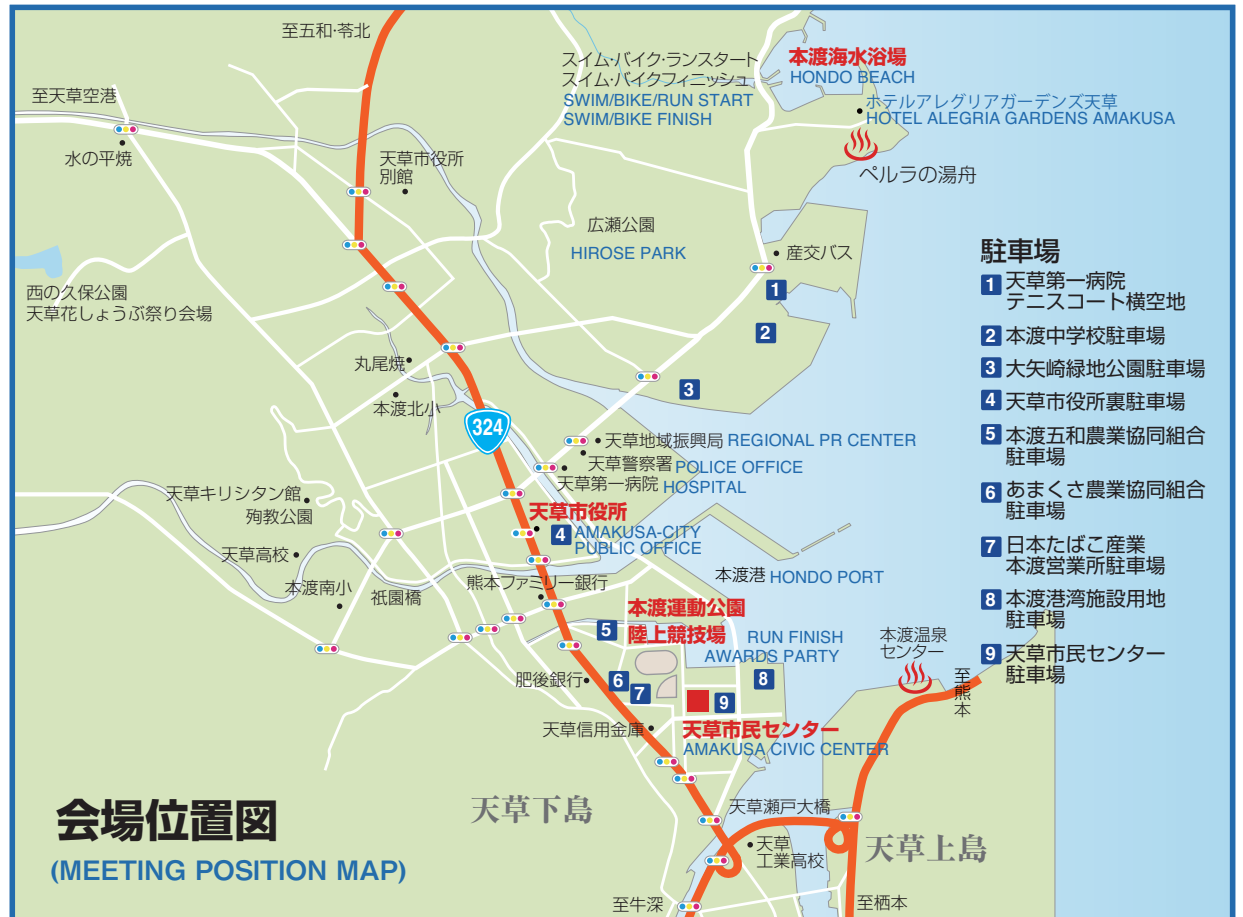 至五和・苓北
スイム・バイク・ランスタート
スイム・バイクフィニッシュ
SWIM/BIKE/RUN START
SWIM/BIKE FINISH
本渡海水浴場
HONDO BEACH
ホテルアレグリアガーデンズ天草
HOTEL ALEGRIA GARDENS AMAKUSA
ペルラの湯舟
至天草空港
水の平焼
天草市役所
別館
広瀬公園
HIROSE PARK
産交バス
西の久保公園
天草花しょうぶ祭り会場
1
2
3
丸尾焼
本渡北小
324
天草地域振興局 REGIONAL PR CENTER
天草警察署 POLICE OFFICE
天草第一病院 HOSPITAL
天草キリシタン館
殉教公園
天草市役所
4
AMAKUSA-CITY
PUBLIC OFFICE
天草高校
本渡南小
祇園橋
熊本ファミリー銀行
本渡港 HONDO PORT
本渡運動公園
陸上競技場
5
RUN FINISH
AWARDS PARTY
本渡温泉
センター
至熊本
肥後銀行
6
7
8
9
天草信用金庫
天草市民センター
AMAKUSA CIVIC CENTER
天草下島
天草瀬戸大橋
天草
工業高校
天草上島
至牛深
至栖本
会場位置図
(MEETING POSITION MAP)
駐車場
1 天草第一病院
テニスコート横空地
2 本渡中学校駐車場
3 大矢崎緑地公園駐車場
4 天草市役所裏駐車場
5 本渡五和農業協同組合
駐車場
6 あまくさ農業協同組合
駐車場
7 日本たばこ産業
本渡営業所駐車場
8 本渡港湾施設用地
駐車場
9 天草市民センター
駐車場